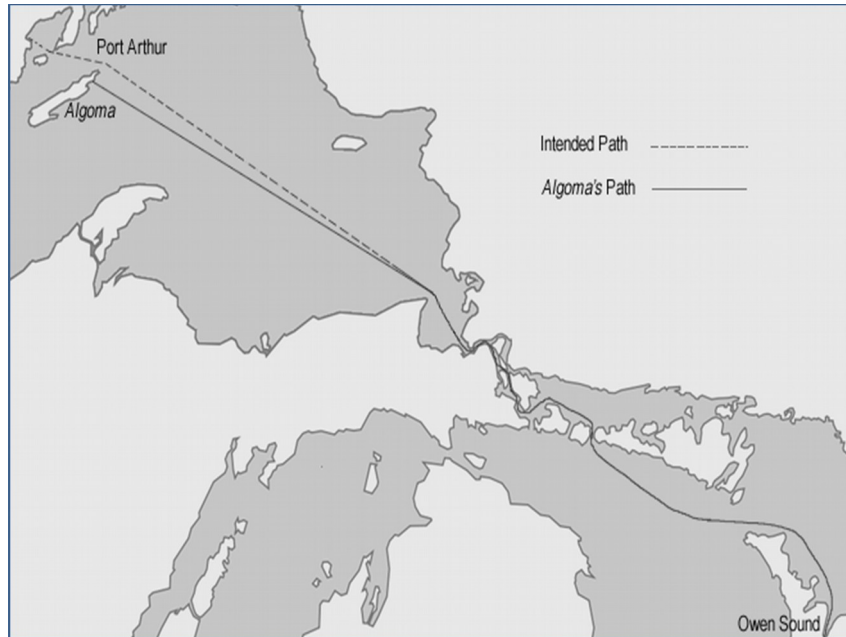 Port Arthur
Algoma
Intended Path
Algoma's Path
Owen Sound